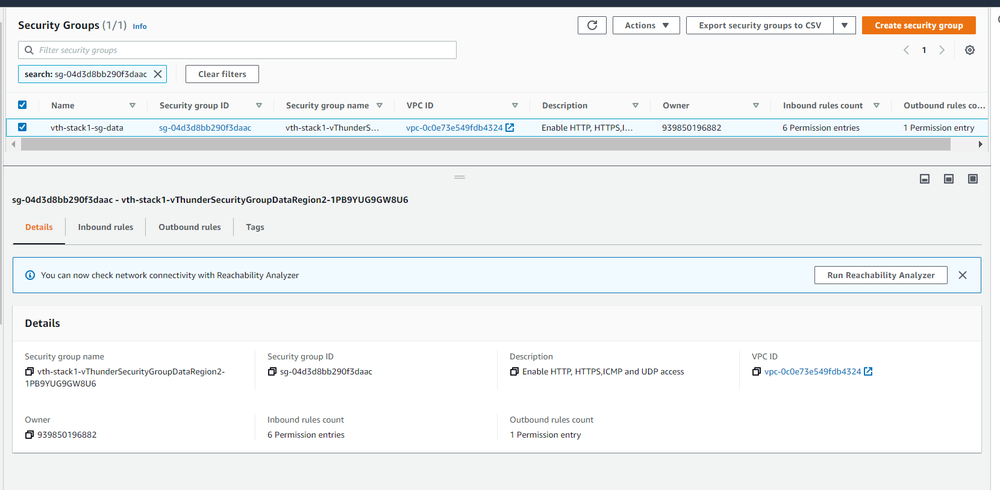 Security Groups (1/1) Info
Actions
Export security groups to CSV
Create security group
Filter security groups
1
search: sg-04d3d8bb290f3daac
Clear filters
Name Security group ID Security group name VPC ID Description Owner Inbound rules count Outbound rules co...
vth-stack1-sg-data sg-04d3d8bb290f3daac vth-stack1-vThunderS... vpc-0c0e73e549fdb4324 Enable HTTP, HTTPS,I... 939850196882 6 Permission entries 1 Permission entry
sg-04d3d8bb290f3daac - vth-stack1-vThunderSecurityGroupDataRegion2-1PB9YUG9GW8U6
Details Inbound rules Outbound rules Tags
You can now check network connectivity with Reachability Analyzer
Run Reachability Analyzer
Details
Security group name Security group ID Description VPC ID
vth-stack1-vThunderSecurityGroupDataRegion2- sg-04d3d8bb290f3daac Enable HTTP, HTTPS,ICMP and UDP access vpc-0c0e73e549fdb4324
1PB9YUG9GW8U6
Owner Inbound rules count Outbound rules count
939850196882 6 Permission entries 1 Permission entry